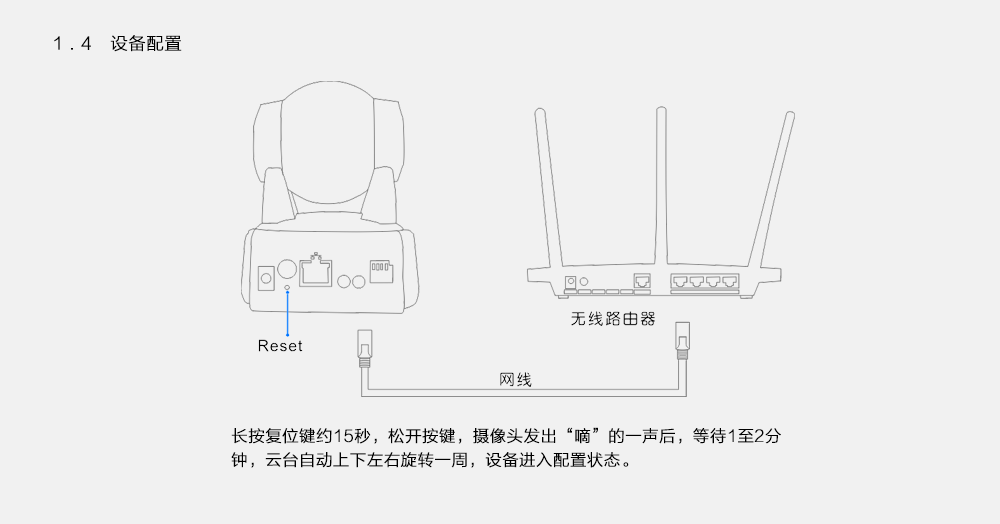 1.4 设备配置
无线路由器
Reset
网线
长按复位键约15秒，松开按键，摄像头发出“嘀”的一声后，等待1至2分
钟，云台自动上下左右旋转一周，设备进入配置状态。